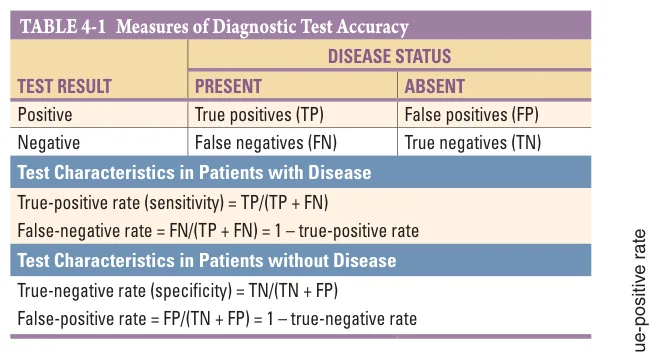 TABLE 4-1 Measures of Diagnostic Test Accuracy
DISEASE STATUS
TEST RESULT PRESENT ABSENT
Positive True positives (TP) False positives (FP)
Negative False negatives (FN) True negatives (TN)
Test Characteristics in Patients with Disease
True-positive rate (sensitivity) = TP/(TP + FN)
False-negative rate = FN/(TP + FN) = 1 – true-positive rate
Test Characteristics in Patients without Disease
True-negative rate (specificity) = TN/(TN + FP)
False-positive rate = FP/(TN + FP) = 1 – true-negative rate
ue-positive rate